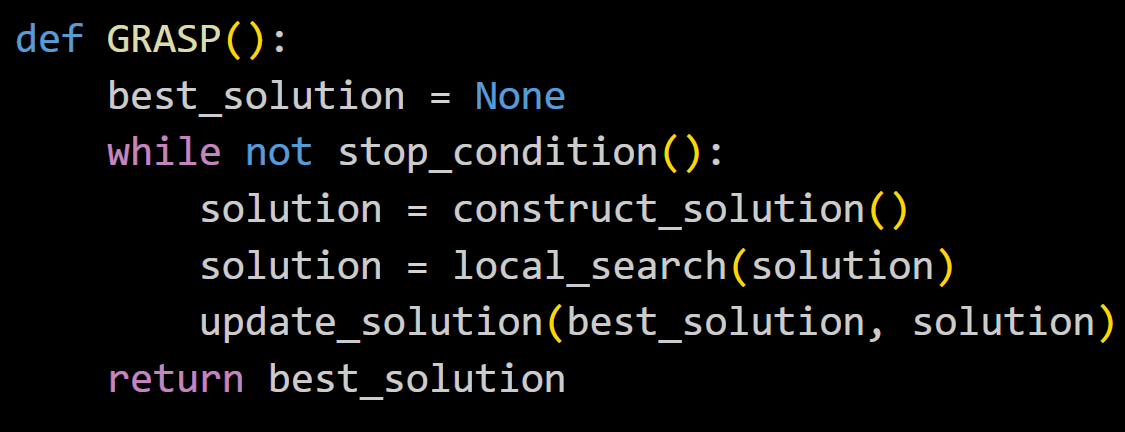 def GRASP():
    best_solution = None
    while not stop_condition():
        solution = construct_solution()
        solution = local_search(solution)
        update_solution(best_solution, solution)
    return best_solution